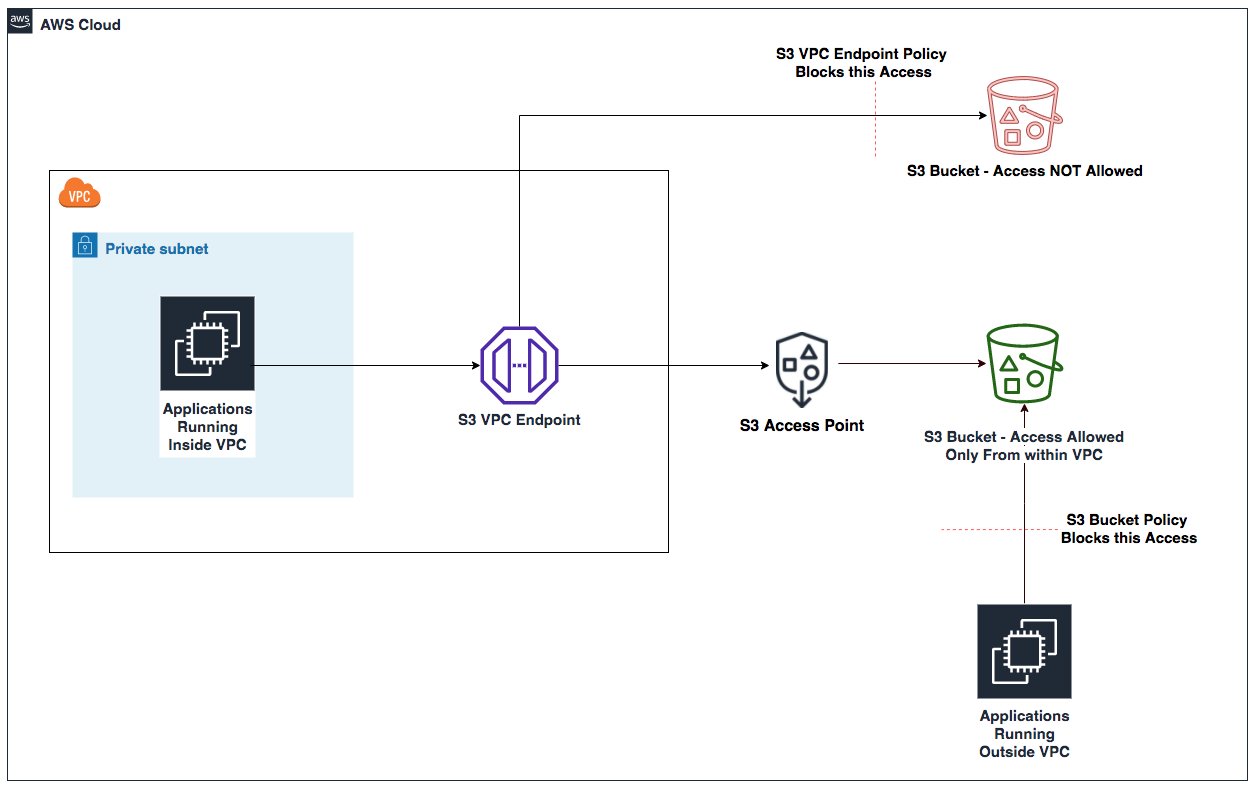 aws
AWS Cloud
S3 VPC Endpoint Policy
Blocks this Access
S3 Bucket - Access NOT Allowed
VPC
Private subnet
Applications
Running
Inside VPC
S3 VPC Endpoint
S3 Access Point
S3 Bucket - Access Allowed
Only From within VPC
S3 Bucket Policy
Blocks this Access
Applications
Running
Outside VPC